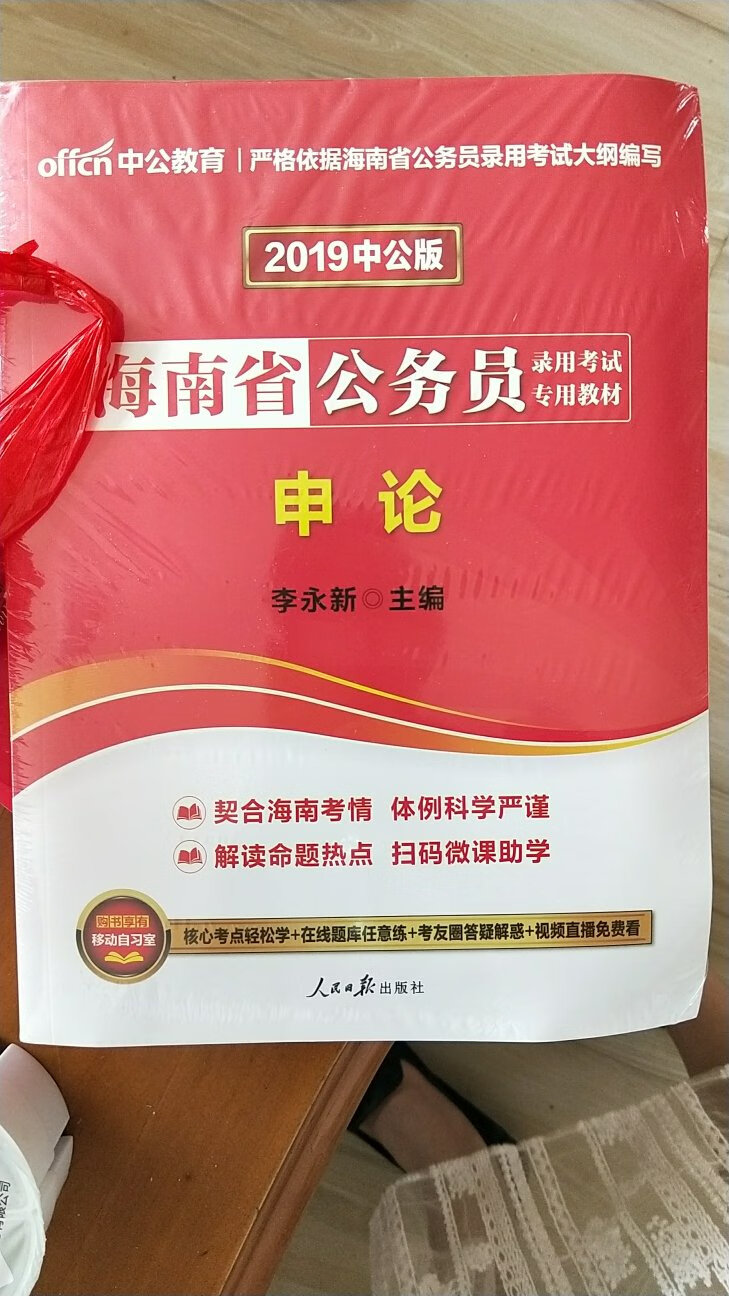 offcn中公教育|严格依据海南省公务员录用考试大纲编写
2019中公版
海南省公务员录用考试
专用教材
申论
李永新◎主编
契合海南考情 体例科学严谨
解读命题热点 扫码微课助学
购书享有
移动自习室
核心考点轻松学+在线题库任意练+考友圈答疑解惑+视频直播免费看
人民日报出版社